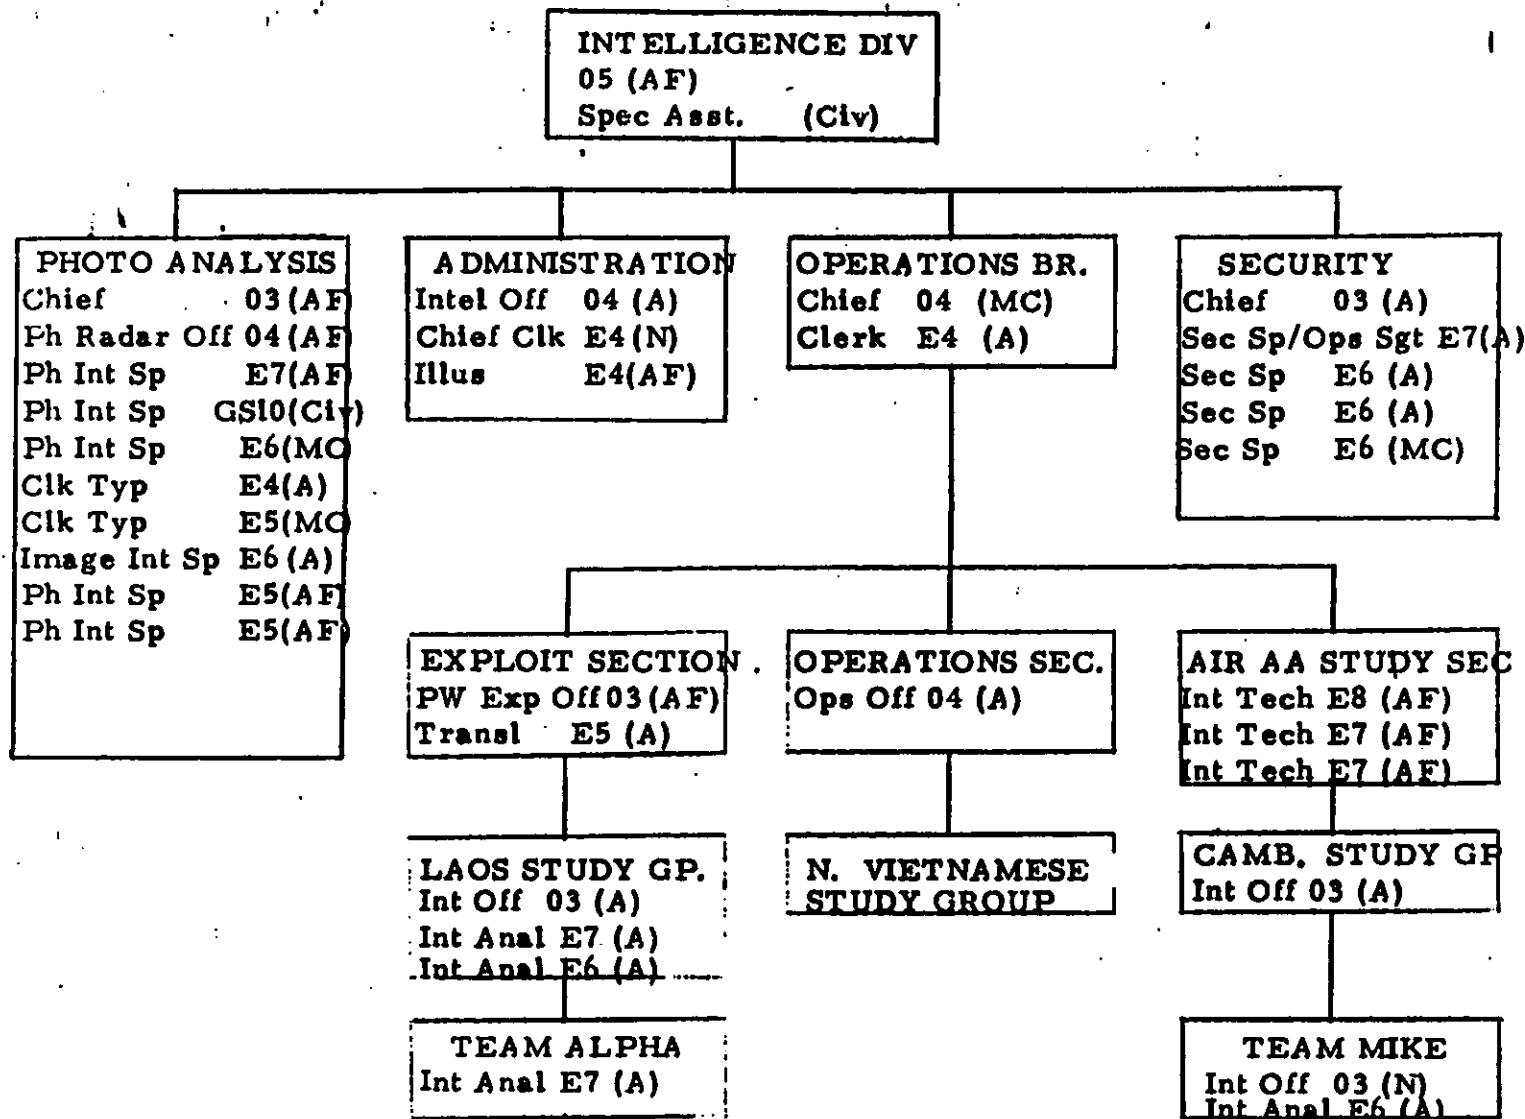 INTELLIGENCE DIV
05 (AF)
Spec Asst. (Civ)
PHOTO ANALYSIS
Chief 03 (AF)
Ph Radar Off 04 (AF)
Ph Int Sp E7(AF)
Ph Int Sp GS10(Civ)
Ph Int Sp E6(MC)
Clk Typ E4(A)
Clk Typ E5(MC)
Image Int Sp E6 (A)
Ph Int Sp E5(AF)
Ph Int Sp E5(AF)
ADMINISTRATION
Intel Off 04 (A)
Chief Clk E4(N)
Illus E4(AF)
OPERATIONS BR.
Chief 04 (MC)
Clerk E4 (A)
SECURITY
Chief 03 (A)
Sec Sp/Ops Sgt E7(A)
Sec Sp E6 (A)
Sec Sp E6 (A)
Sec Sp E6 (MC)
EXPLOIT SECTION.
PW Exp Off 03 (AF)
Transl E5 (A)
OPERATIONS SEC.
Ops Off 04 (A)
AIR AA STUDY SEC
Int Tech E8 (AF)
Int Tech E7 (AF)
Int Tech E7 (AF)
LAOS STUDY GP.
Int Off 03 (A)
Int Anal E7 (A)
Int Anal E6 (A)
N. VIETNAMESE
STUDY GROUP
CAMB. STUDY GP
Int Off 03 (A)
TEAM ALPHA
Int Anal E7 (A)
TEAM MIKE
Int Off 03 (N)
Int Anal E6 (A)